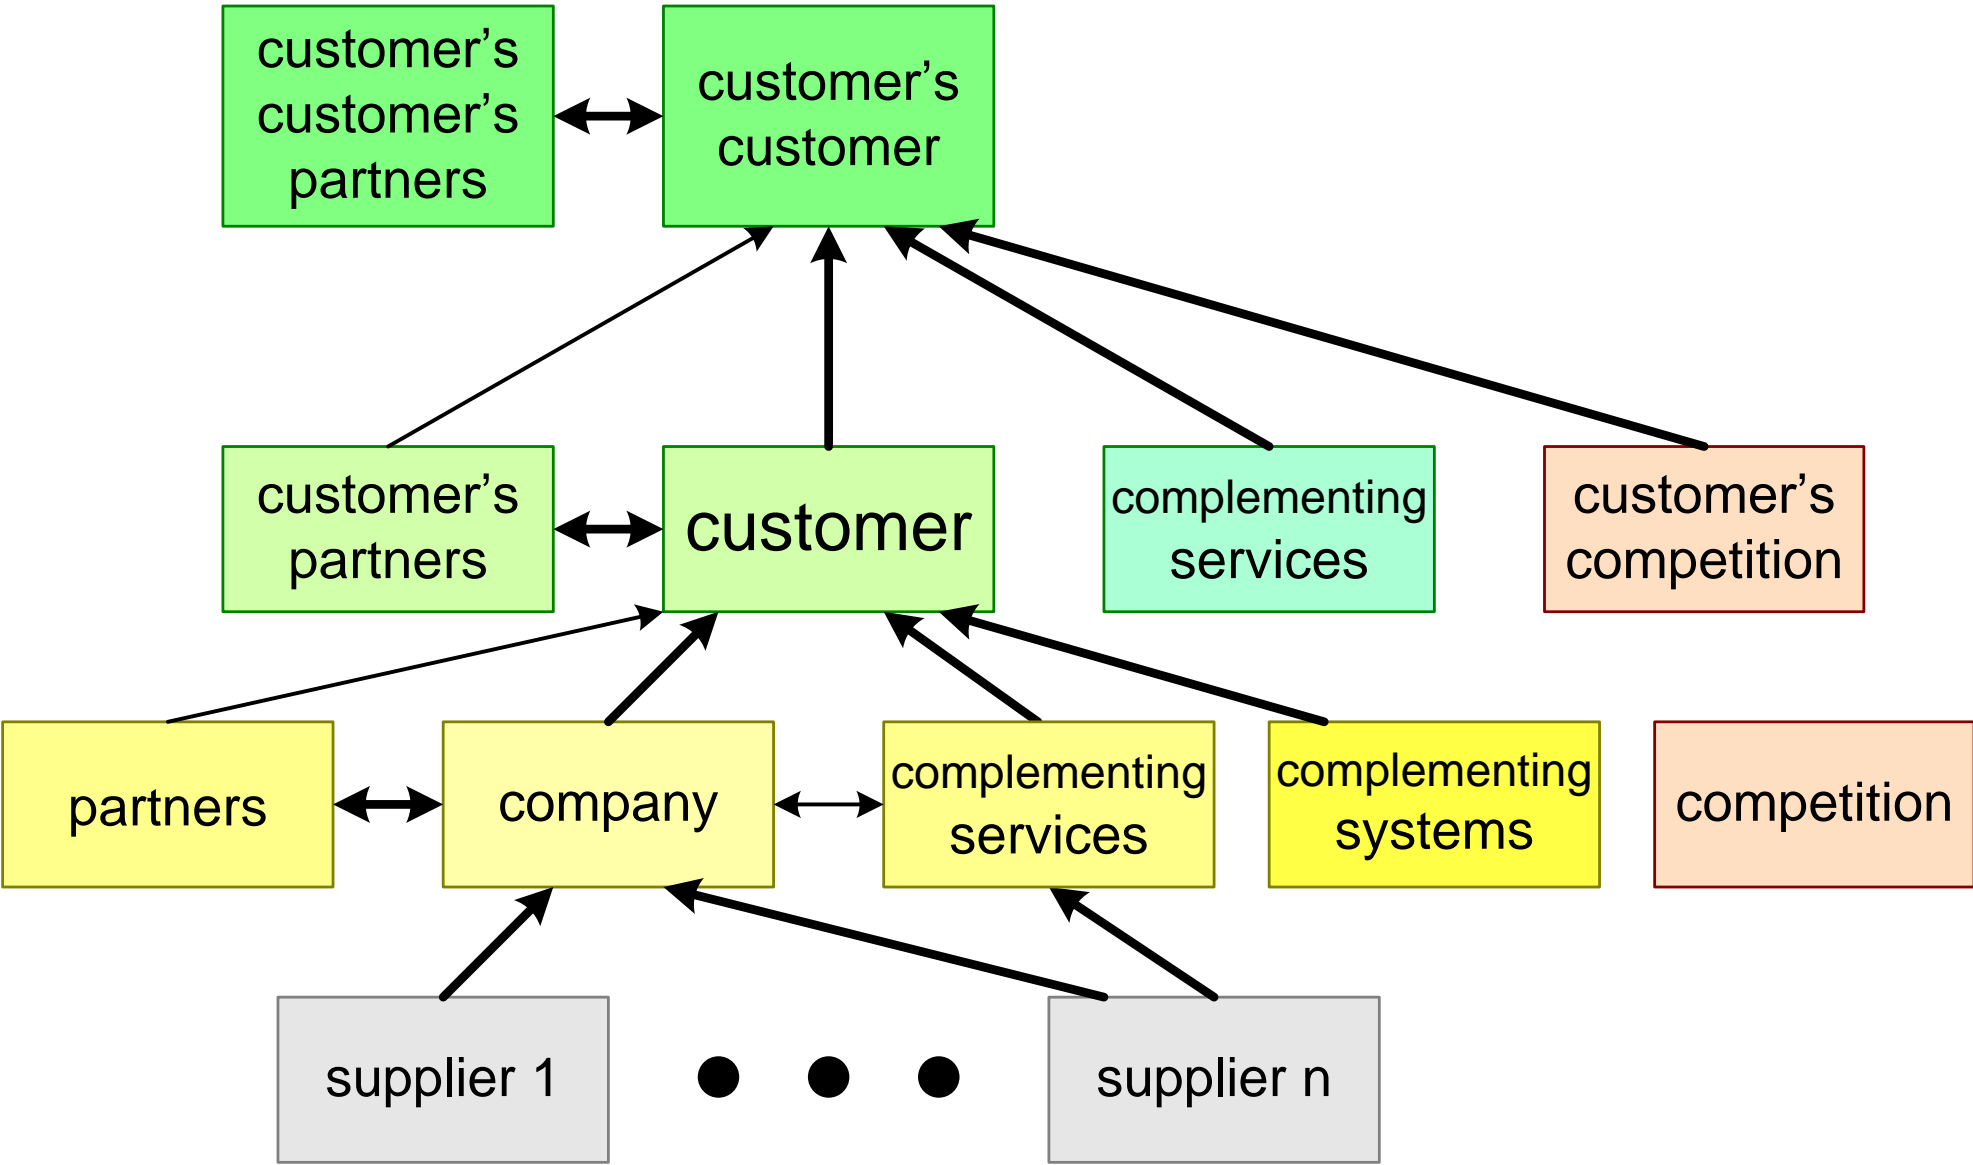 customer’s
customer’s
partners
customer’s
customer
customer’s
partners
customer
complementing
services
customer’s
competition
partners
company
complementing
services
complementing
systems
competition
supplier 1
supplier n